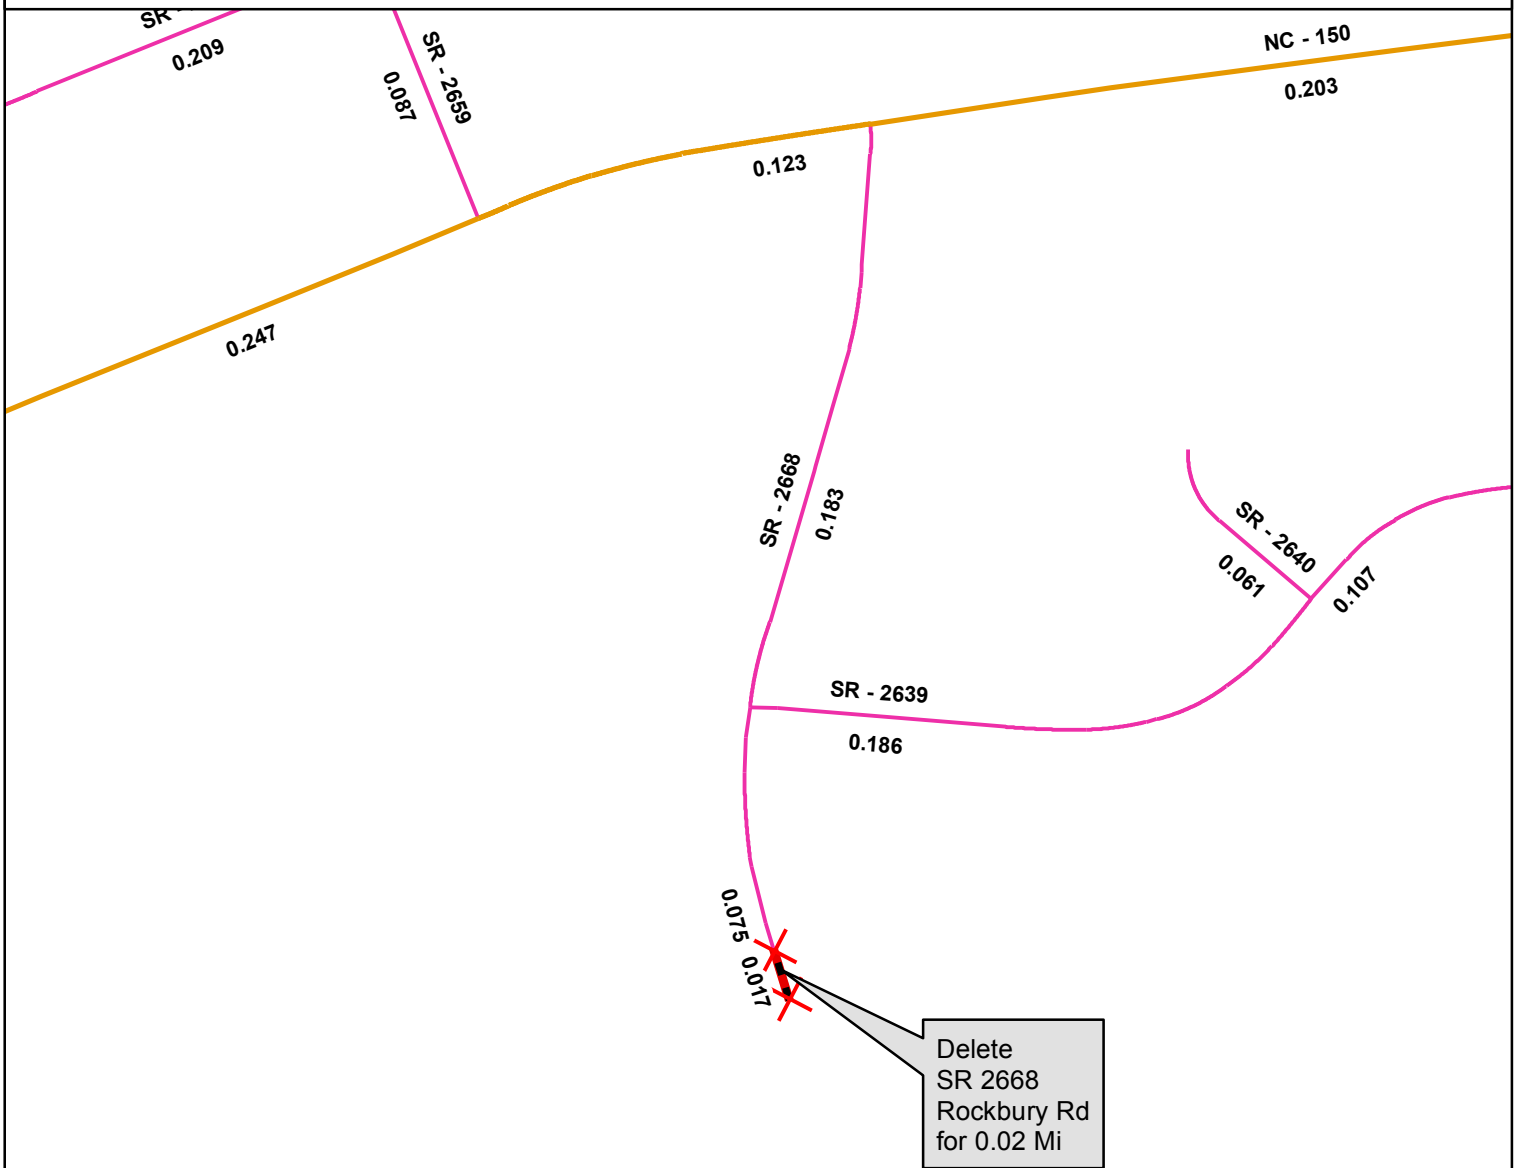 SR -
0.209
SR - 2659
0.087
NC - 150
0.203
0.123
0.247
SR - 2668
0.183
SR - 2640
0.061
0.107
SR - 2639
0.186
0.075
0.017
Delete
SR 2668
Rockbury Rd
for 0.02 Mi